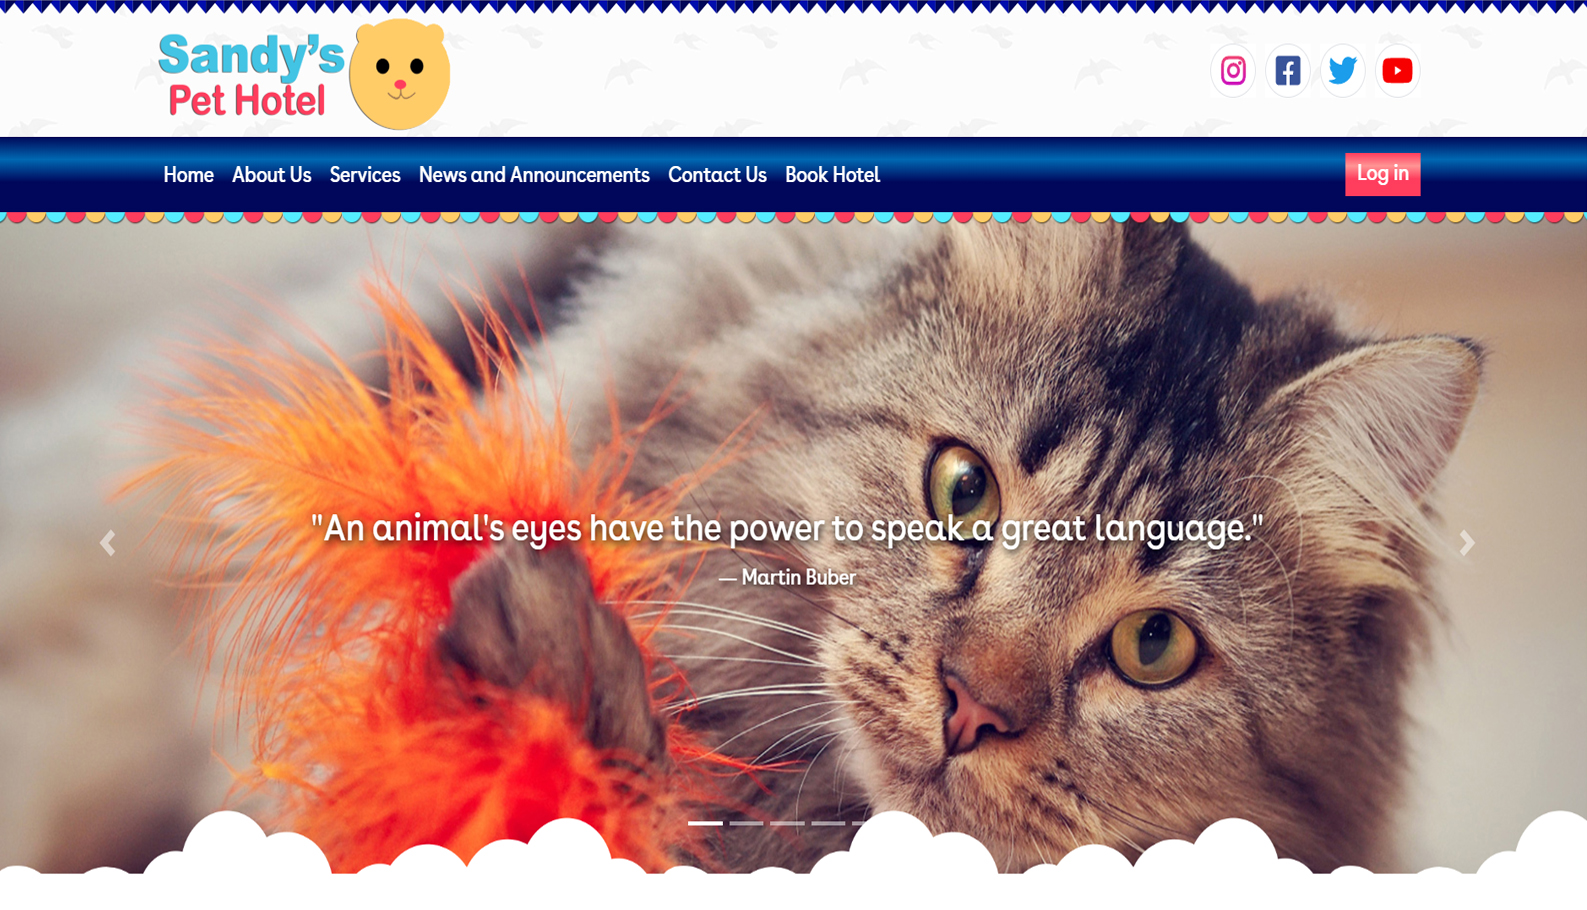 Sandy's
Pet Hotel
Home About Us Services News and Announcements Contact Us Book Hotel Log in
"An animal's eyes have the power to speak a great language."
— Martin Buber